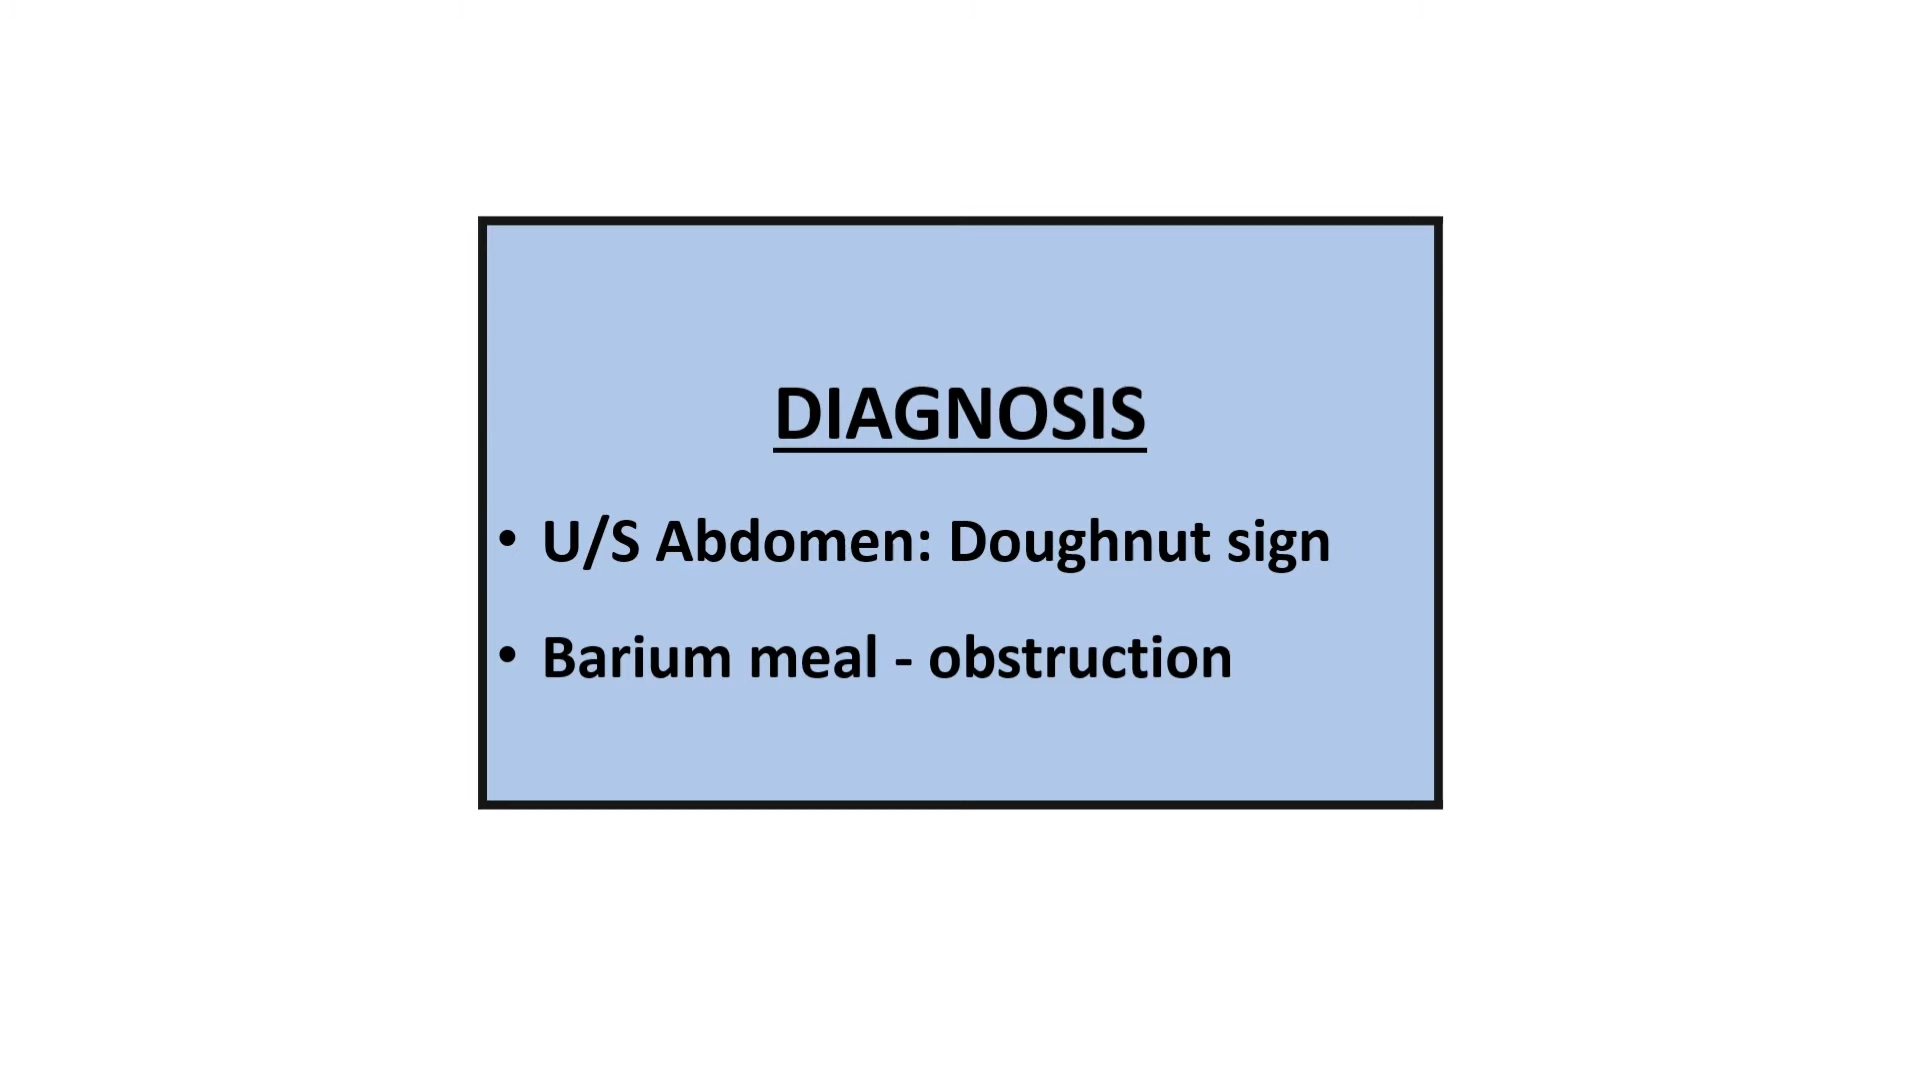 DIAGNOSIS
• U/S Abdomen: Doughnut sign
• Barium meal - obstruction